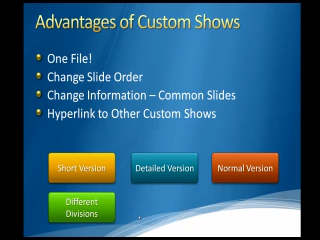 Advantages of Custom Shows
One File!
Change Slide Order
Change Information – Common Slides
Hyperlink to Other Custom Shows
Short Version
Detailed Version
Normal Version
Different
Divisions